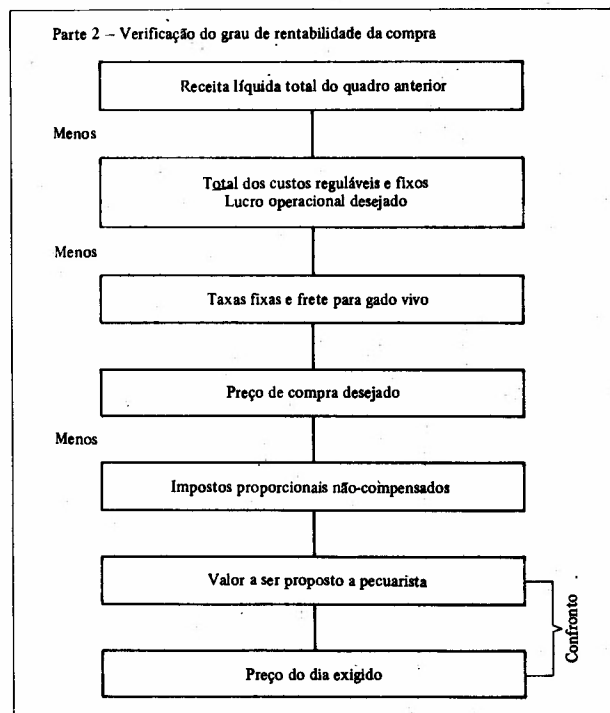 Parte 2 – Verificação do grau de rentabilidade da compra
Receita líquida total do quadro anterior
Menos
Total dos custos reguláveis e fixos
Lucro operacional desejado
Menos
Taxas fixas e frete para gado vivo
Preço de compra desejado
Menos
Impostos proporcionais não-compensados
Valor a ser proposto a pecuarista
Confronto
Preço do dia exigido